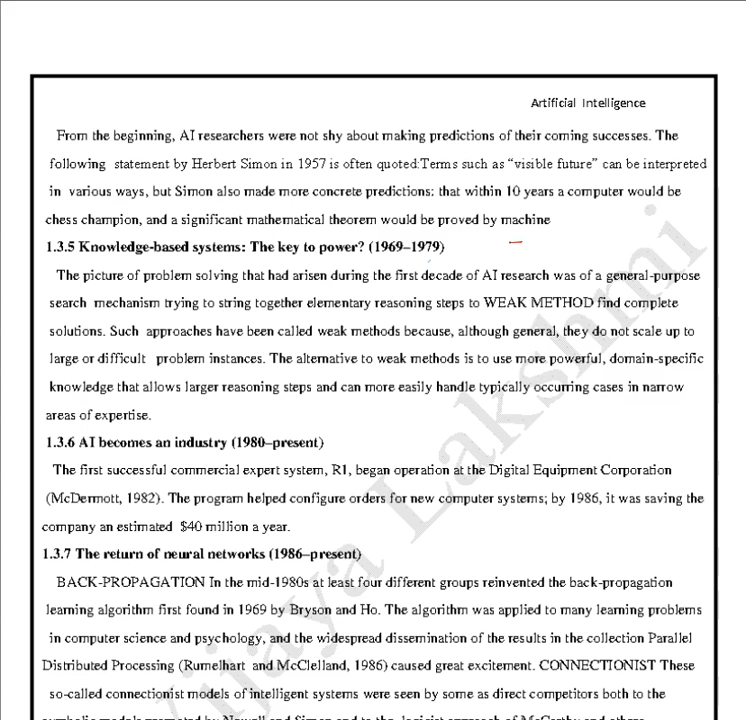 Artificial Intelligence
From the beginning, AI researchers were not shy about making predictions of their coming successes. The
following statement by Herbert Simon in 1957 is often quoted:Terms such as “visible future” can be interpreted
in various ways, but Simon also made more concrete predictions: that within 10 years a computer would be
chess champion, and a significant mathematical theorem would be proved by machine
1.3.5 Knowledge-based systems: The key to power? (1969–1979)
The picture of problem solving that had arisen during the first decade of AI research was of a general-purpose
search mechanism trying to string together elementary reasoning steps to WEAK METHOD find complete
solutions. Such approaches have been called weak methods because, although general, they do not scale up to
large or difficult problem instances. The alternative to weak methods is to use more powerful, domain-specific
knowledge that allows larger reasoning steps and can more easily handle typically occurring cases in narrow
areas of expertise.
1.3.6 AI becomes an industry (1980–present)
The first successful commercial expert system, R1, began operation at the Digital Equipment Corporation
(McDermott, 1982). The program helped configure orders for new computer systems; by 1986, it was saving the
company an estimated $40 million a year.
1.3.7 The return of neural networks (1986–present)
BACK-PROPAGATION In the mid-1980s at least four different groups reinvented the back-propagation
learning algorithm first found in 1969 by Bryson and Ho. The algorithm was applied to many learning problems
in computer science and psychology, and the widespread dissemination of the results in the collection Parallel
Distributed Processing (Rumelhart and McClelland, 1986) caused great excitement. CONNECTIONIST These
so-called connectionist models of intelligent systems were seen by some as direct competitors both to the
Vijaya Lakshmi